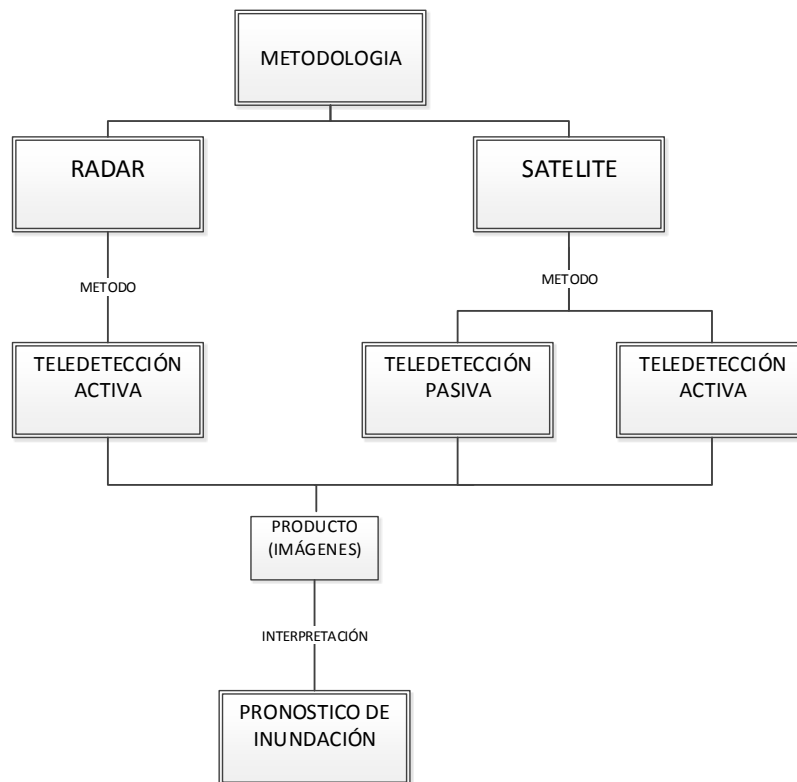 METODOLOGIA
RADAR
SATELITE
METODO
METODO
TELEDETECCIÓN
ACTIVA
TELEDETECCIÓN
PASIVA
TELEDETECCIÓN
ACTIVA
PRODUCTO
(IMÁGENES)
INTERPRETACIÓN
PRONOSTICO DE
INUNDACIÓN